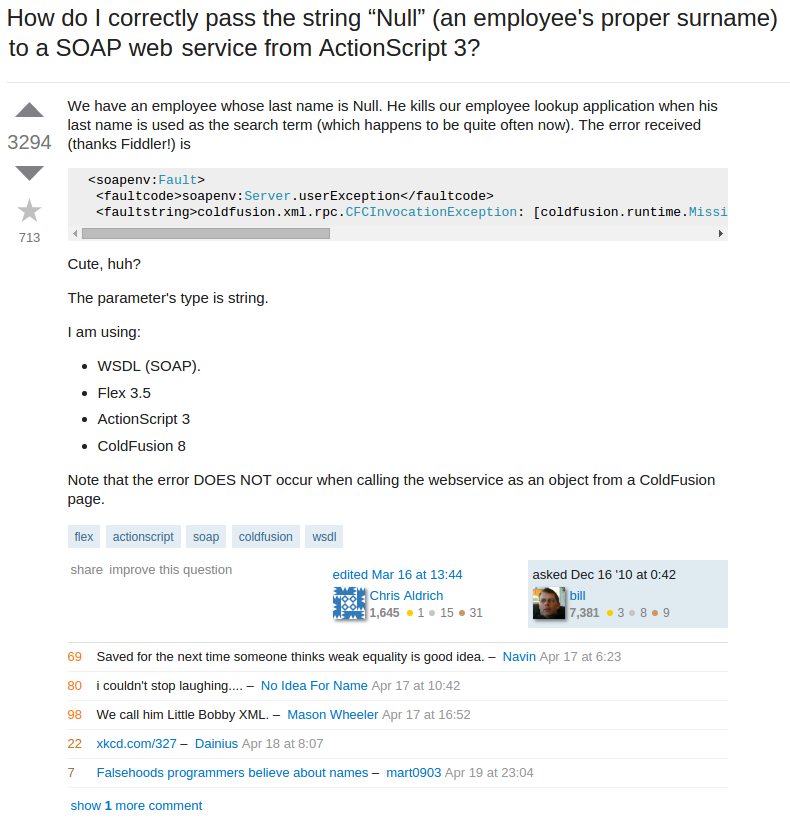 How do I correctly pass the string “Null” (an employee's proper surname)
to a SOAP web service from ActionScript 3?
3294
713
We have an employee whose last name is Null. He kills our employee lookup application when his
last name is used as the search term (which happens to be quite often now). The error received
(thanks Fiddler!) is
<soapenv:Fault>
<faultcode>soapenv:Server.userException</faultcode>
<faultstring>coldfusion.xml.rpc.CFCInvocationException: [coldfusion.runtime.Missi
Cute, huh?
The parameter's type is string.
I am using:
• WSDL (SOAP).
• Flex 3.5
• ActionScript 3
• ColdFusion 8
Note that the error DOES NOT occur when calling the webservice as an object from a ColdFusion
page.
flex actionscript soap coldfusion wsdl
share improve this question
edited Mar 16 at 13:44
Chris Aldrich
1,645 ● 1 ● 15 ● 31
asked Dec 16 '10 at 0:42
bill
7,381 ● 3 ● 8 ● 9
69 Saved for the next time someone thinks weak equality is good idea. – Navin Apr 17 at 6:23
80 i couldn't stop laughing.... – No Idea For Name Apr 17 at 10:42
98 We call him Little Bobby XML. – Mason Wheeler Apr 17 at 16:52
22 xkcd.com/327 – Dainius Apr 18 at 8:07
7 Falsehoods programmers believe about names – mart0903 Apr 19 at 23:04
show 1 more comment